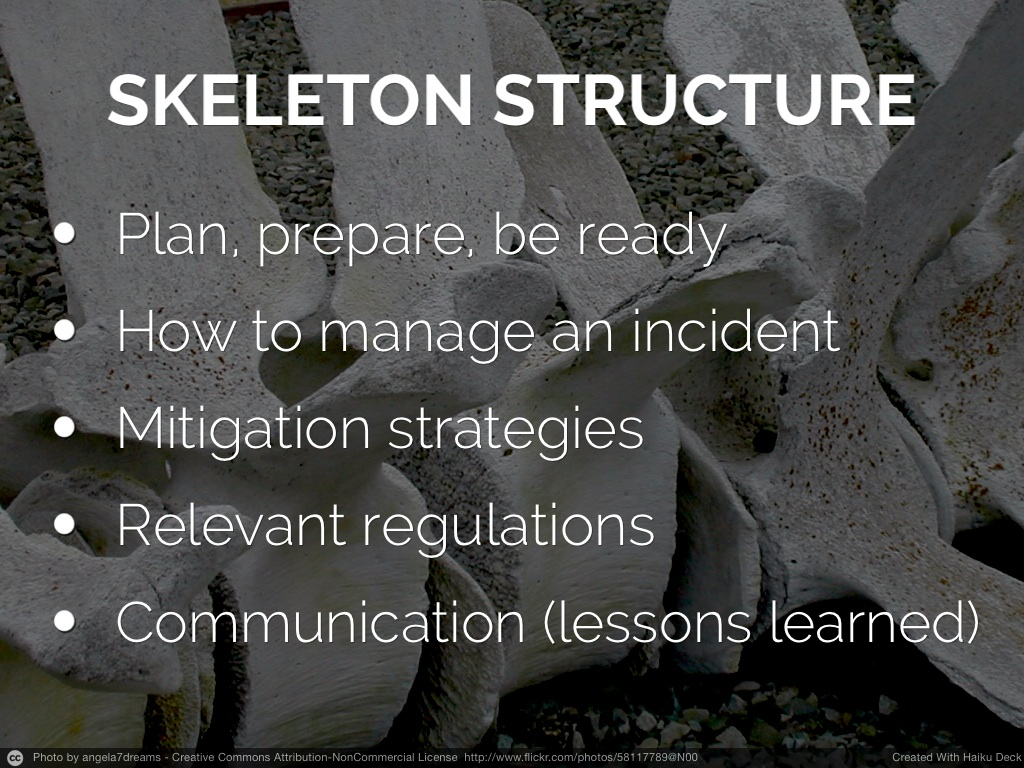 SKELETON STRUCTURE
• Plan, prepare, be ready
• How to manage an incident
• Mitigation strategies
• Relevant regulations
• Communication (lessons learned)
cc Photo by angela7dreams - Creative Commons Attribution-NonCommercial License http://www.flickr.com/photos/58117789@N00 Created With Haiku Deck